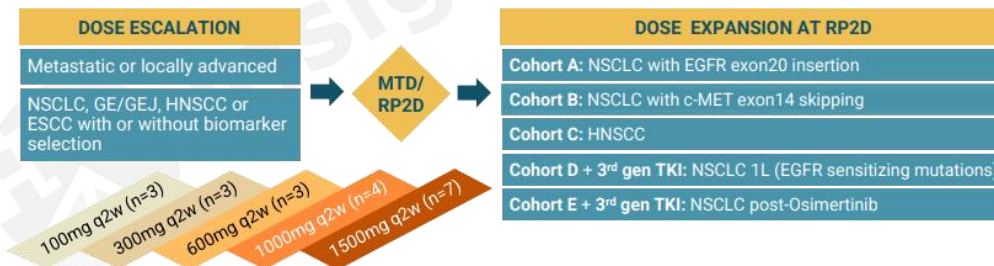 DOSE ESCALATION
Metastatic or locally advanced
NSCLC, GE/GEJ, HNSCC or
ESCC with or without biomarker
selection
100mg q2w (n=3)
300mg q2w (n=3)
600mg q2w (n=3)
1000mg q2w (n=4)
1500mg q2w (n=7)
MTD/
RP2D
DOSE EXPANSION AT RP2D
Cohort A: NSCLC with EGFR exon20 insertion
Cohort B: NSCLC with c-MET exon14 skipping
Cohort C: HNSCC
Cohort D + 3rd gen TKI: NSCLC 1L (EGFR sensitizing mutations)
Cohort E + 3rd gen TKI: NSCLC post-Osimertinib